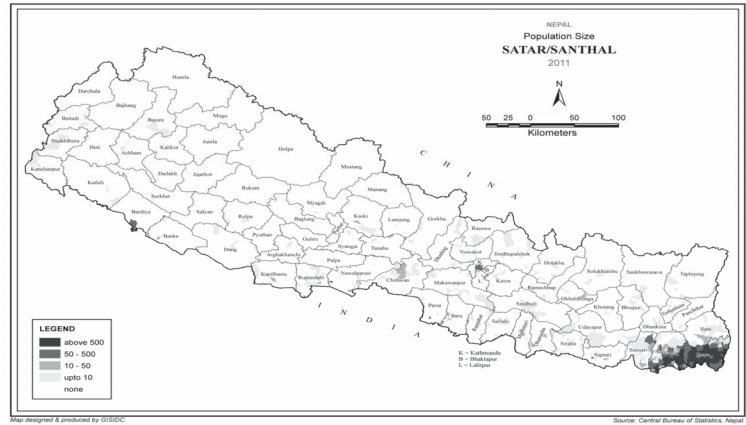 NEPAL
Population Size
SATAR/SANTHAL
2011
N
50 25 0 50 100
Kilometers
C H I N A
I N D I A
Humla
Darchula
Bajhang
Baitadi
Bajura
Mugu
Dadeldhura
Doti
Achham
Kalikot
Jumla
Dolpa
Kanchanpur
Kailali
Dailekh
Jajarkot
Mustang
Surkhet
Rukum
Manang
Bardiya
Salyan
Rolpa
Myagdi
Baglung
Kaski
Lamjung
Gorkha
Rasuwa
Banke
Dang
Pyuthan
Gulmi
Syangja
Tanahu
Dhading
Nuwakot
Sindhupalchok
Arghakhanchi
Palpa
Dolakha
Kapilbastu
Rupandehi
Nawalparasi
Chitawan
Makawanpur
L
Kavre
Ramechhap
Solukhumbu
Sankhuwasava
Taplejung
Parsa
Bara
Sindhuli
Okhaldhunga
Khotang
Bhojpur
Panchthar
Sarlahi
Udayapur
Dhankuta
Ilam
Siraha
Saptari
Sunsari
K = Kathmandu
B = Bhaktapur
L = Lalitpur
LEGEND
above 500
50 - 500
10 - 50
upto 10
none
Map designed & produced by GISIDC.
Source: Central Bureau of Statistics, Nepal.